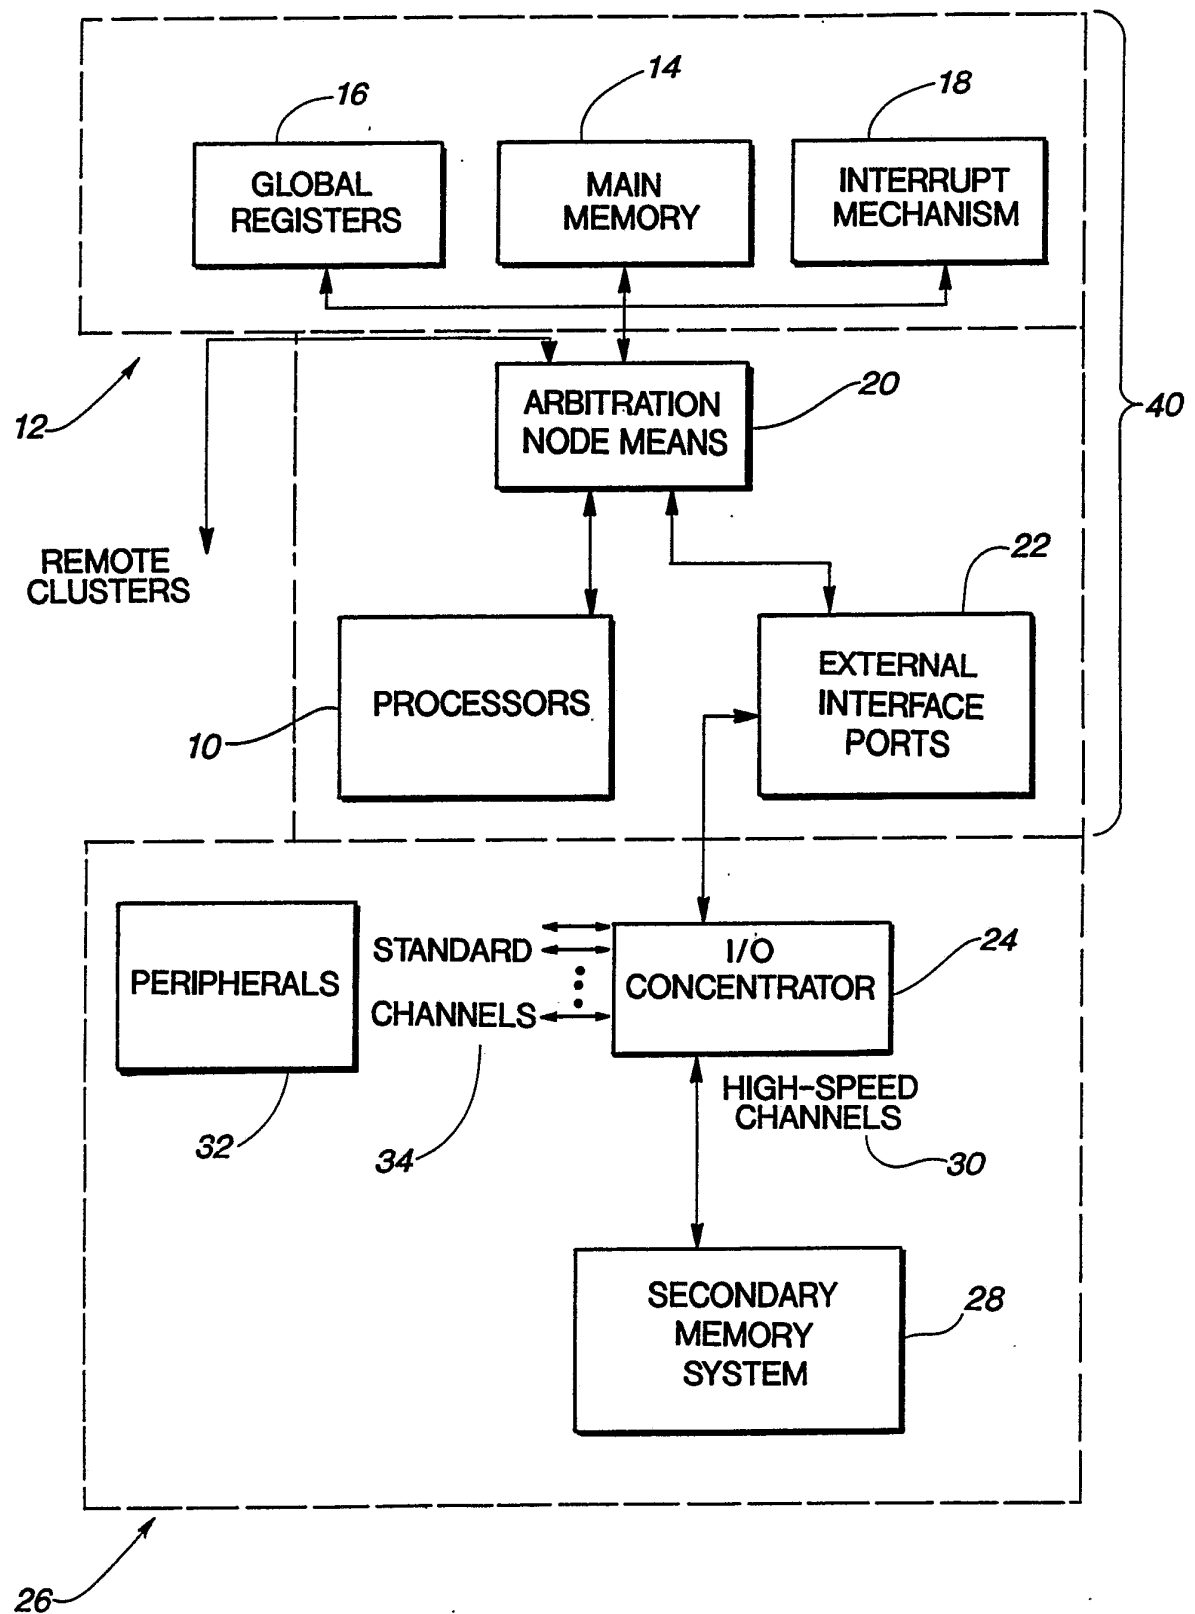 16
14
18
GLOBAL
REGISTERS
MAIN
MEMORY
INTERRUPT
MECHANISM
12
20
40
ARBITRATION
NODE MEANS
REMOTE
CLUSTERS
22
10
PROCESSORS
EXTERNAL
INTERFACE
PORTS
PERIPHERALS
STANDARD
CHANNELS
I/O
CONCENTRATOR
24
32
34
HIGH-SPEED
CHANNELS
30
SECONDARY
MEMORY
SYSTEM
28
26